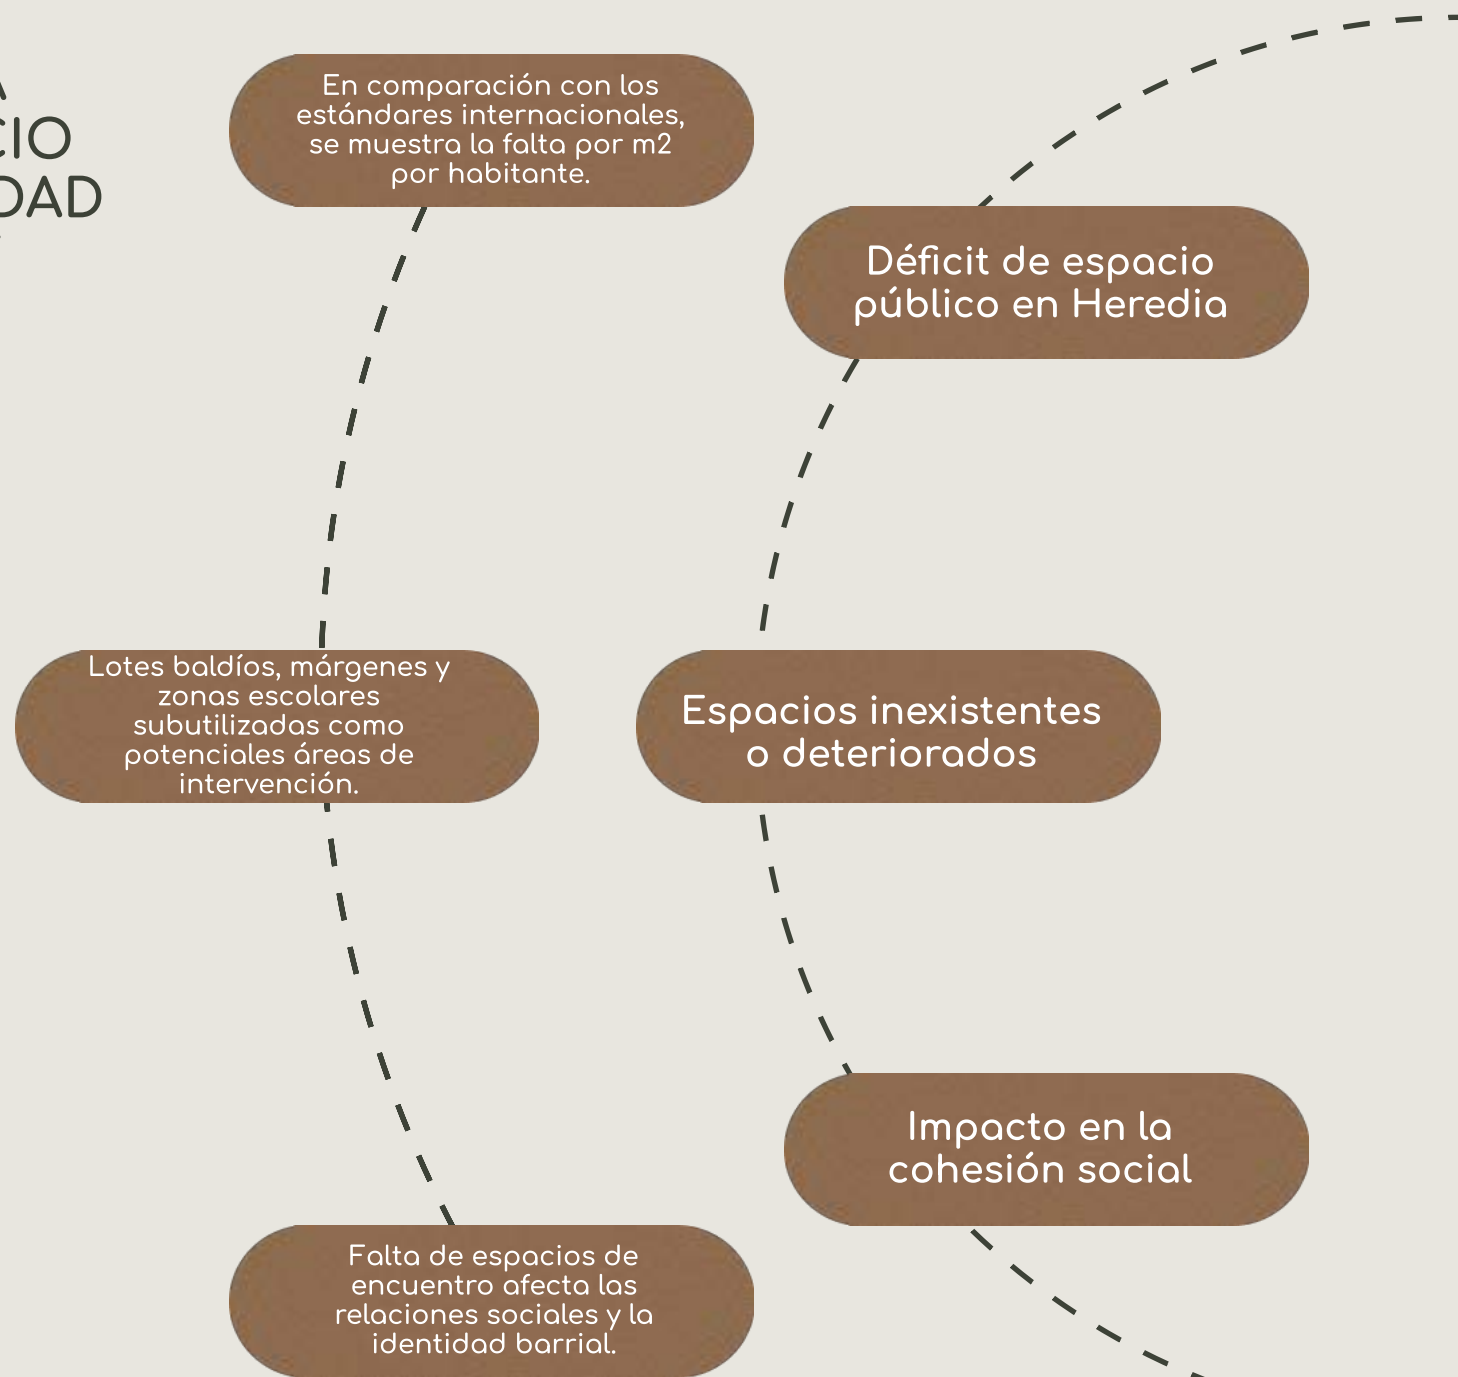 En comparación con los
estándares internacionales,
se muestra la falta por m2
por habitante.
Déficit de espacio
público en Heredia
Lotes baldíos, márgenes y
zonas escolares
subutilizadas como
potenciales áreas de
intervención.
Espacios inexistentes
o deteriorados
Impacto en la
cohesión social
Falta de espacios de
encuentro afecta las
relaciones sociales y la
identidad barrial.